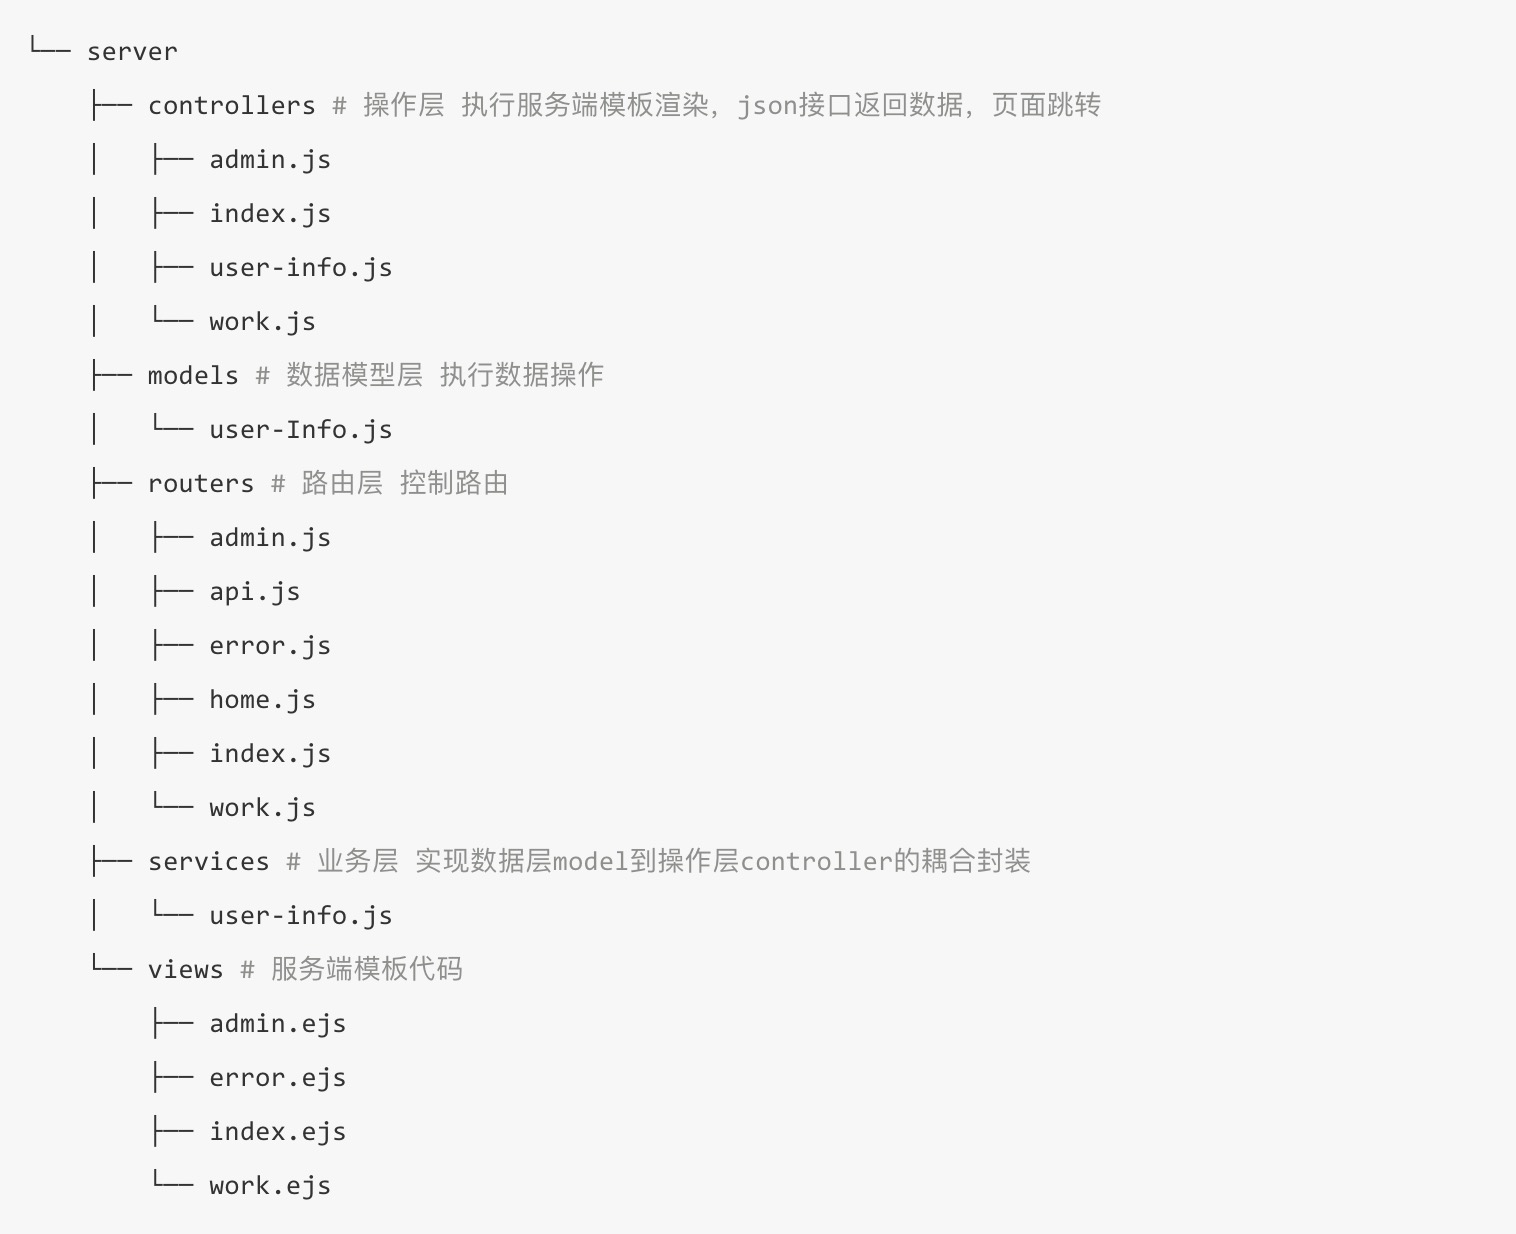 └── server
    ├── controllers # 操作层 执行服务端模板渲染，json接口返回数据，页面跳转
    │   ├── admin.js
    │   ├── index.js
    │   ├── user-info.js
    │   └── work.js
    ├── models # 数据模型层 执行数据操作
    │   └── user-Info.js
    ├── routers # 路由层 控制路由
    │   ├── admin.js
    │   ├── api.js
    │   ├── error.js
    │   ├── home.js
    │   ├── index.js
    │   └── work.js
    ├── services # 业务层 实现数据层model到操作层controller的耦合封装
    │   └── user-info.js
    └── views # 服务端模板代码
        ├── admin.ejs
        ├── error.ejs
        ├── index.ejs
        └── work.ejs